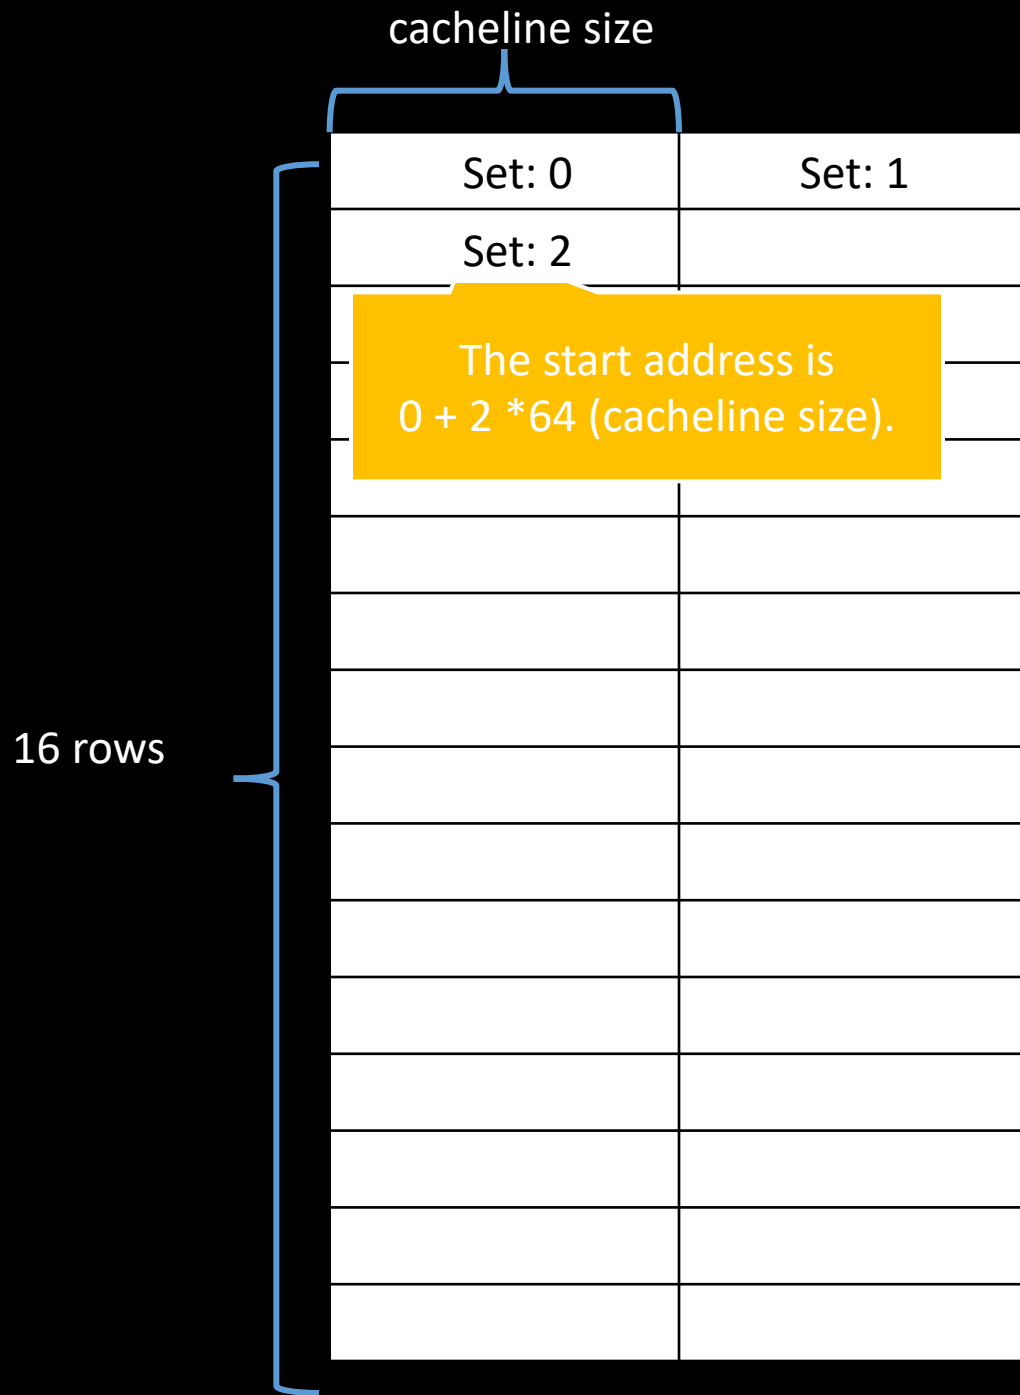 cacheline size
Set: 0
Set: 1
Set: 2
The start address is
0 + 2 *64 (cacheline size).
16 rows